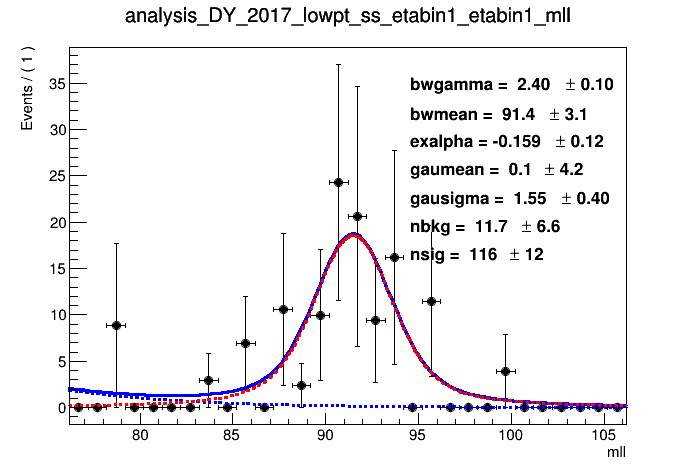 analysis_DY_2017_lowpt_ss_etabin1_etabin1_mll
Events / ( 1 )
35
30
25
20
15
10
5
0
bwgamma = 2.40 ± 0.10
bwmean = 91.4 ± 3.1
exalpha = -0.159 ± 0.12
gaumean = 0.1 ± 4.2
gausigma = 1.55 ± 0.40
nbkg = 11.7 ± 6.6
nsig = 116 ± 12
80 85 90 95 100 105
mll